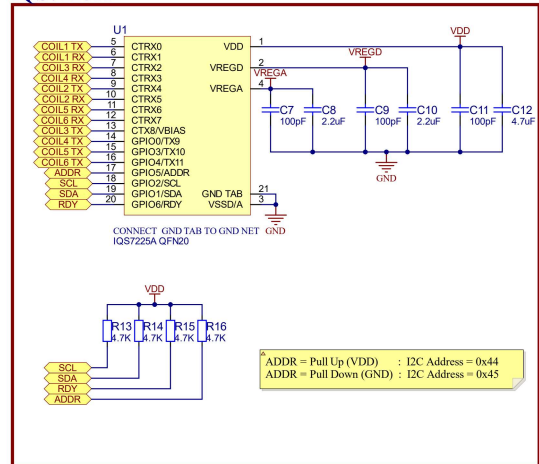 U1
COIL1 TX 5 CTRX0
COIL1 RX 6 CTRX1
COIL3 RX 7 CTRX2
COIL4 RX 8 CTRX3
COIL2 TX 9 CTRX4
COIL2 RX 10 CTRX5
COIL5 RX 11 CTRX6
COIL6 RX 12 CTRX7
COIL3 TX 13 CTX8/VBIAS
COIL4 TX 14 GPIO0/TX9
COIL5 TX 15 GPIO3/TX10
COIL6 TX 16 GPIO4/TX11
ADDR 17 GPIO5/ADDR
SCL 18 GPIO2/SCL
SDA 19 GPIO1/SDA
RDY 20 GPIO6/RDY
VDD 1
VREGD 2
VREGA 4
GND TAB 21
VSSD/A 3
VDD
VREGD
VREGA
C7 100pF
C8 2.2uF
C9 100pF
C10 2.2uF
C11 100pF
C12 4.7uF
GND
GND
CONNECT GND TAB TO GND NET
IQS7225A QFN20
VDD
R13 4.7K
R14 4.7K
R15 4.7K
R16 4.7K
SCL
SDA
RDY
ADDR
ADDR = Pull Up (VDD) : I2C Address = 0x44
ADDR = Pull Down (GND) : I2C Address = 0x45